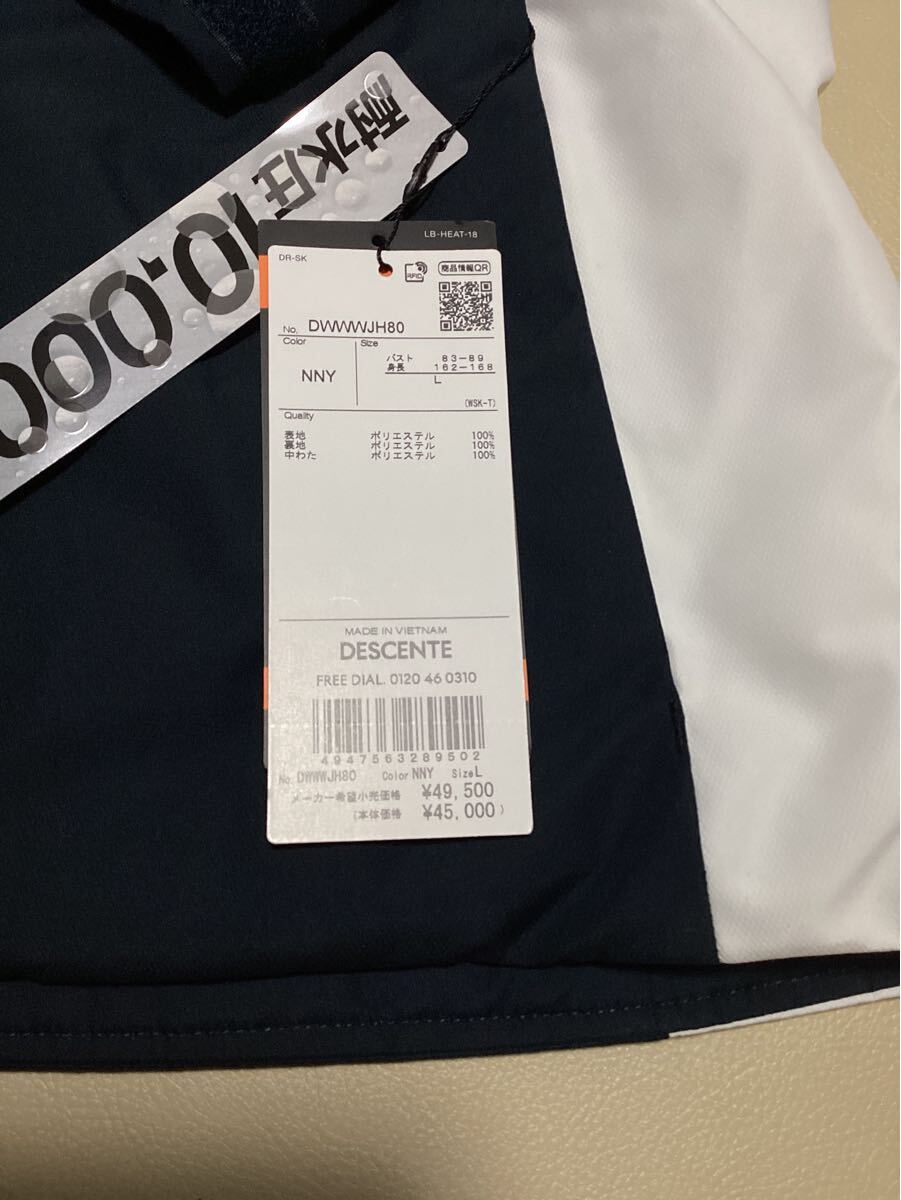 耐水圧10,000
LB-HEAT-18
DR-SK
RFID
商品情報QR
No. DWWWJH80
Color
Size
NNY
バスト 83-89
身長 162-168
L
(WSK-T)
Quality
表地 ポリエステル 100%
裏地 ポリエステル 100%
中わた ポリエステル 100%
MADE IN VIETNAM
DESCENTE
FREE DIAL. 0120 46 0310
4947563289502
No. DWWWJH80 Color NNY Size L
メーカー希望小売価格 ¥49,500
(本体価格 ¥45,000)